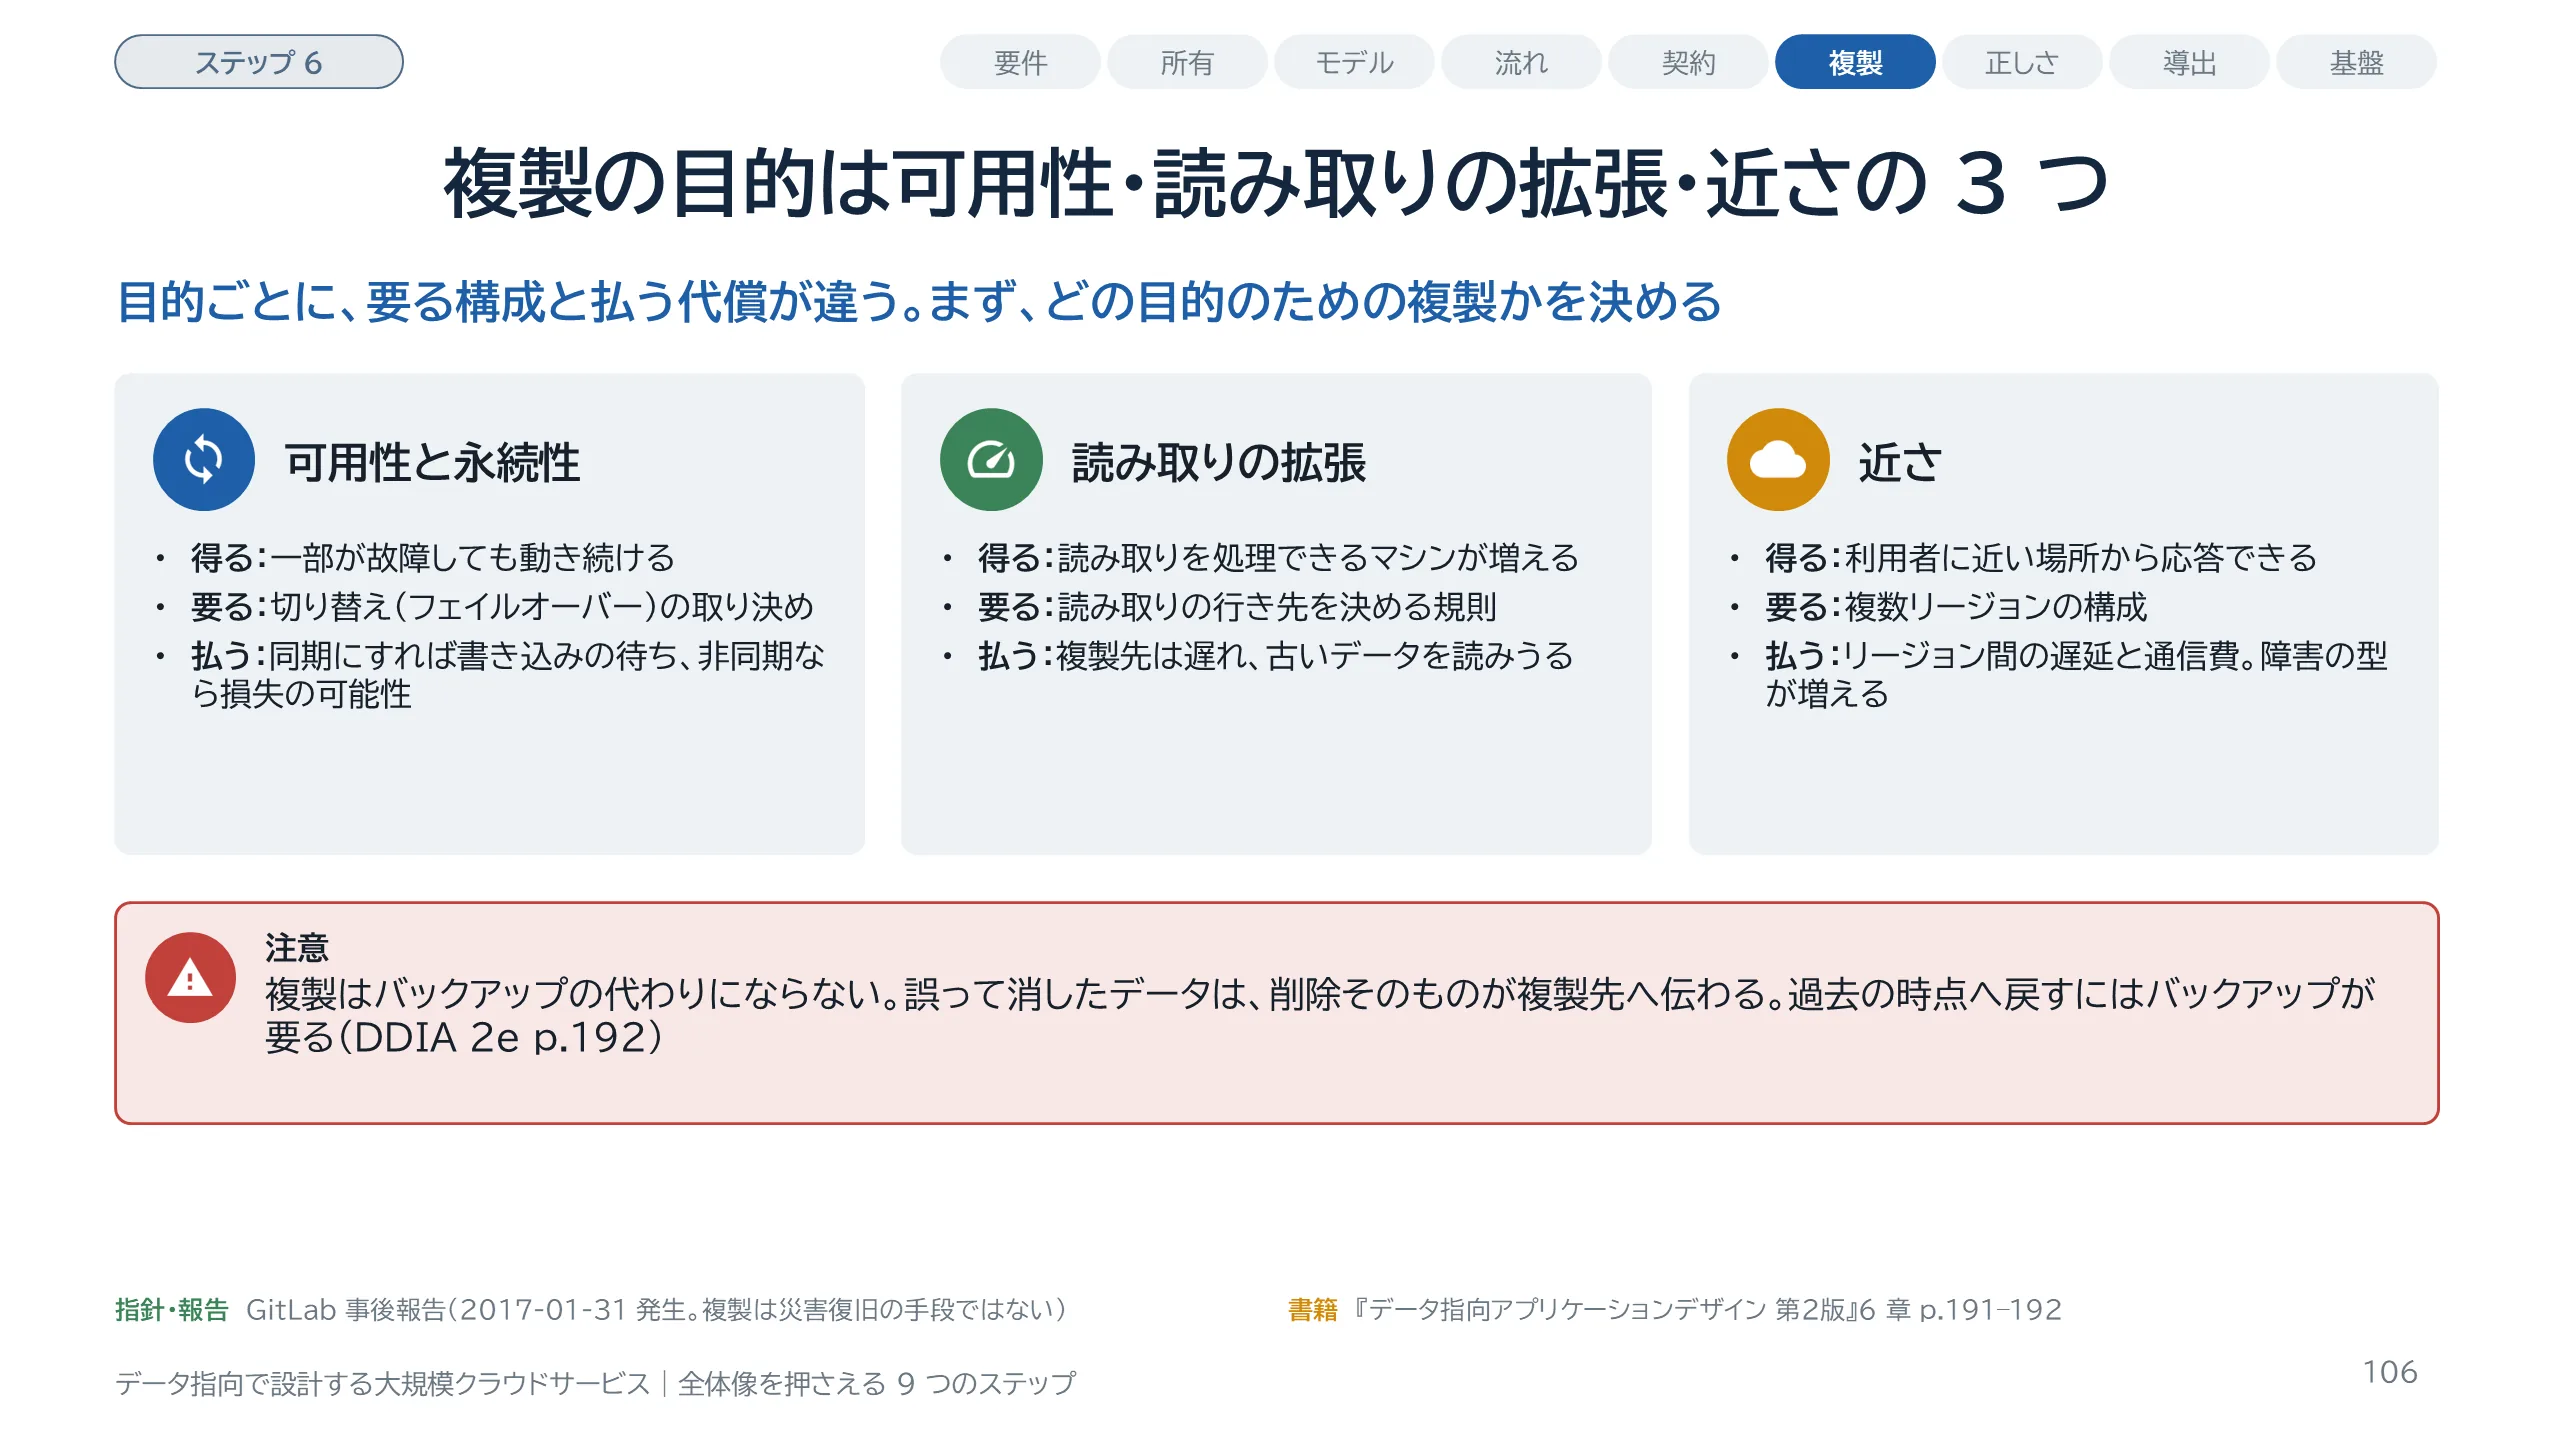 ステップ 6
要件
所有
モデル
流れ
契約
複製
正しさ
導出
基盤
複製の目的は可用性・読み取りの拡張・近さの 3 つ
目的ごとに、要る構成と払う代償が違う。まず、どの目的のための複製かを決める
可用性と永続性
• 得る：一部が故障しても動き続ける
• 要る：切り替え（フェイルオーバー）の取り決め
• 払う：同期にすれば書き込みの待ち、非同期な
ら損失の可能性
読み取りの拡張
• 得る：読み取りを処理できるマシンが増える
• 要る：読み取りの行き先を決める規則
• 払う：複製先は遅れ、古いデータを読みうる
近さ
• 得る：利用者に近い場所から応答できる
• 要る：複数リージョンの構成
• 払う：リージョン間の遅延と通信費。障害の型
が増える
注意
複製はバックアップの代わりにならない。誤って消したデータは、削除そのものが複製先へ伝わる。過去の時点へ戻すにはバックアップが
要る（DDIA 2e p.192）
指針・報告 GitLab 事後報告（2017-01-31 発生。複製は災害復旧の手段ではない）
書籍 『データ指向アプリケーションデザイン 第2版』6 章 p.191–192
データ指向で設計する大規模クラウドサービス｜全体像を押さえる 9 つのステップ
106